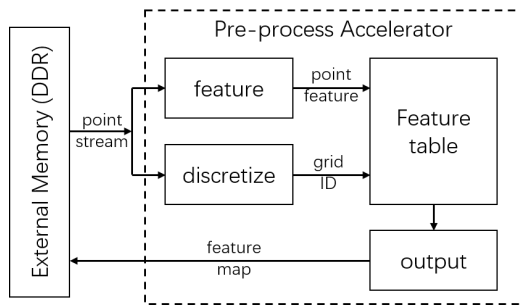 Pre-process Accelerator
External Memory (DDR)
point
stream
feature
point
feature
discretize
grid
ID
Feature
table
feature
map
output